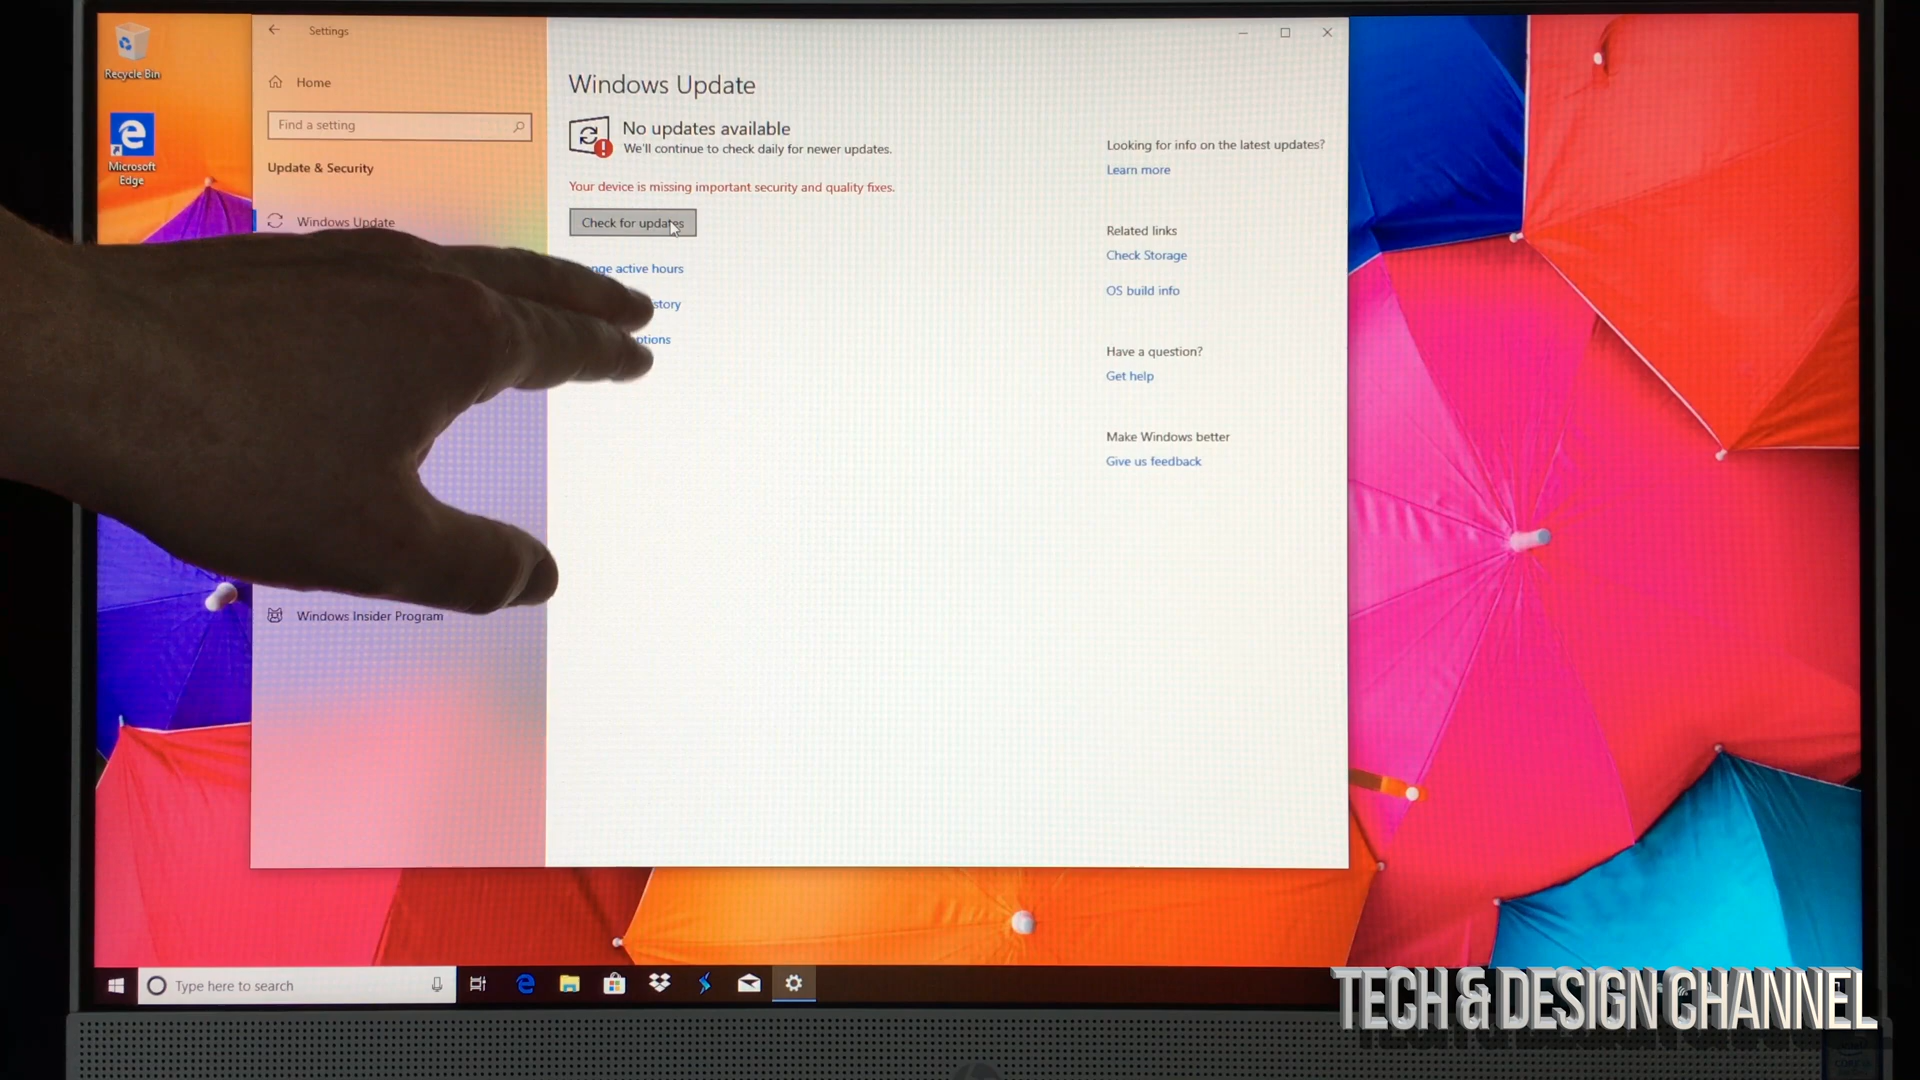 Recycle Bin
Microsoft
Edge
Settings
Home
Find a setting
Update & Security
Windows Update
Windows Insider Program
Windows Update
No updates available
We'll continue to check daily for newer updates.
Your device is missing important security and quality fixes.
Check for updates
active hours
Looking for info on the latest updates?
Learn more
Related links
Check Storage
OS build info
Have a question?
Get help
Make Windows better
Give us feedback
Type here to search
TECH & DESIGN CHANNEL